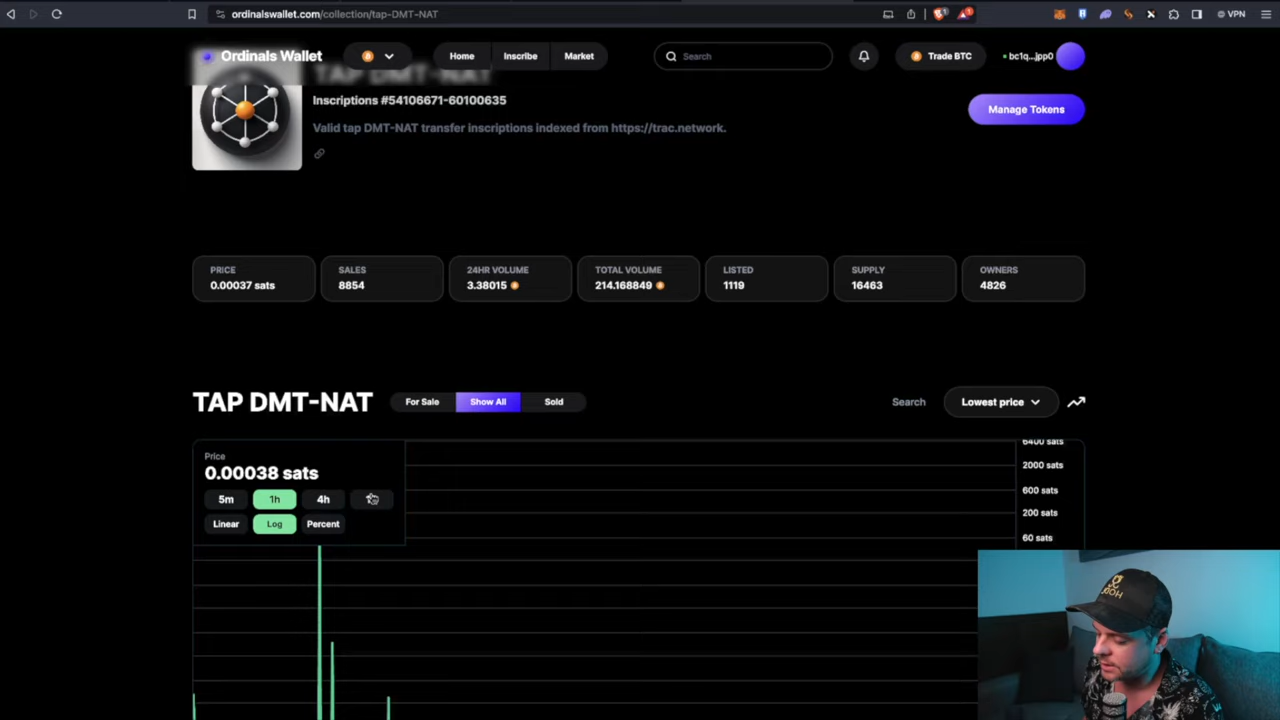 ordinalswallet.com/collection/tap-DMT-NAT
VPN
Ordinals Wallet
Home
Inscribe
Market
Search
Trade BTC
bc1q...jpp0
TAP DMT-NAT
Inscriptions #54106671-60100635
Manage Tokens
Valid tap DMT-NAT transfer inscriptions indexed from https://trac.network.
PRICE
0.00037 sats
SALES
8854
24HR VOLUME
3.38015
TOTAL VOLUME
214.168849
LISTED
1119
SUPPLY
16463
OWNERS
4826
TAP DMT-NAT
For Sale
Show All
Sold
Search
Lowest price
Price
0.00038 sats
5m
1h
4h
Linear
Log
Percent
6400 sats
2000 sats
600 sats
200 sats
60 sats